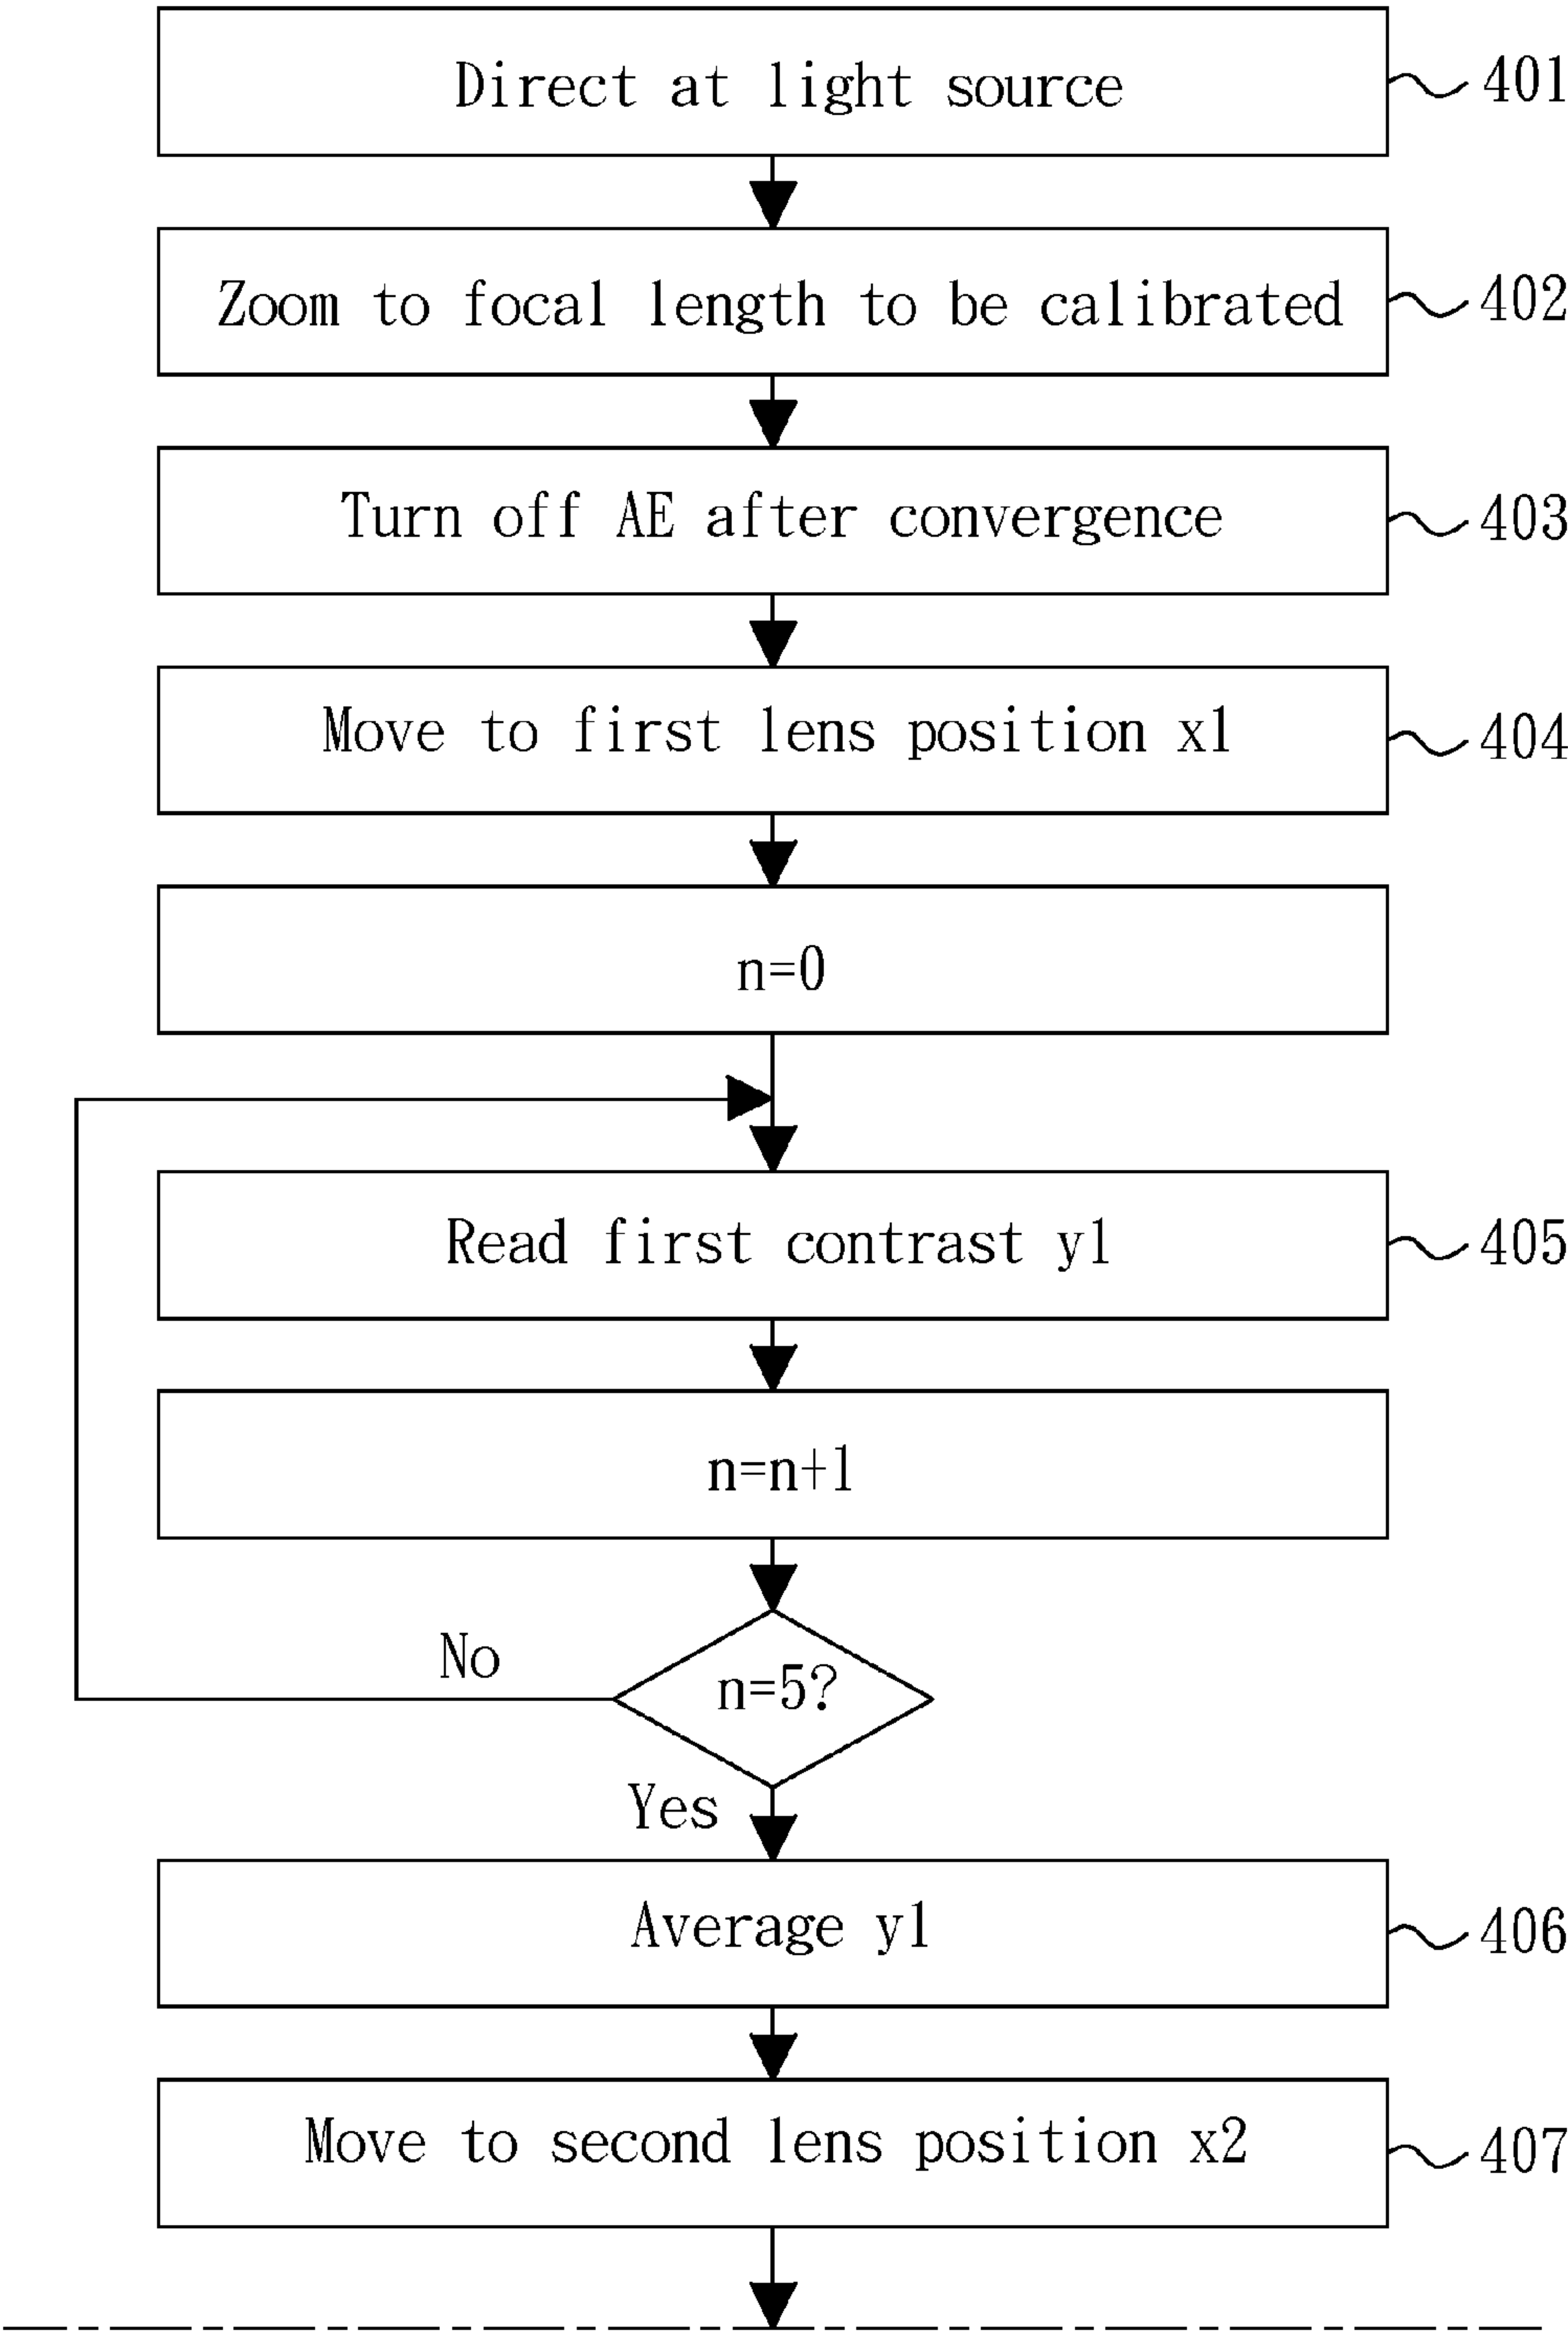 Direct at light source
401
Zoom to focal length to be calibrated
402
Turn off AE after convergence
403
Move to first lens position x1
404
n=0
Read first contrast y1
405
n=n+1
No
n=5?
Yes
Average y1
406
Move to second lens position x2
407